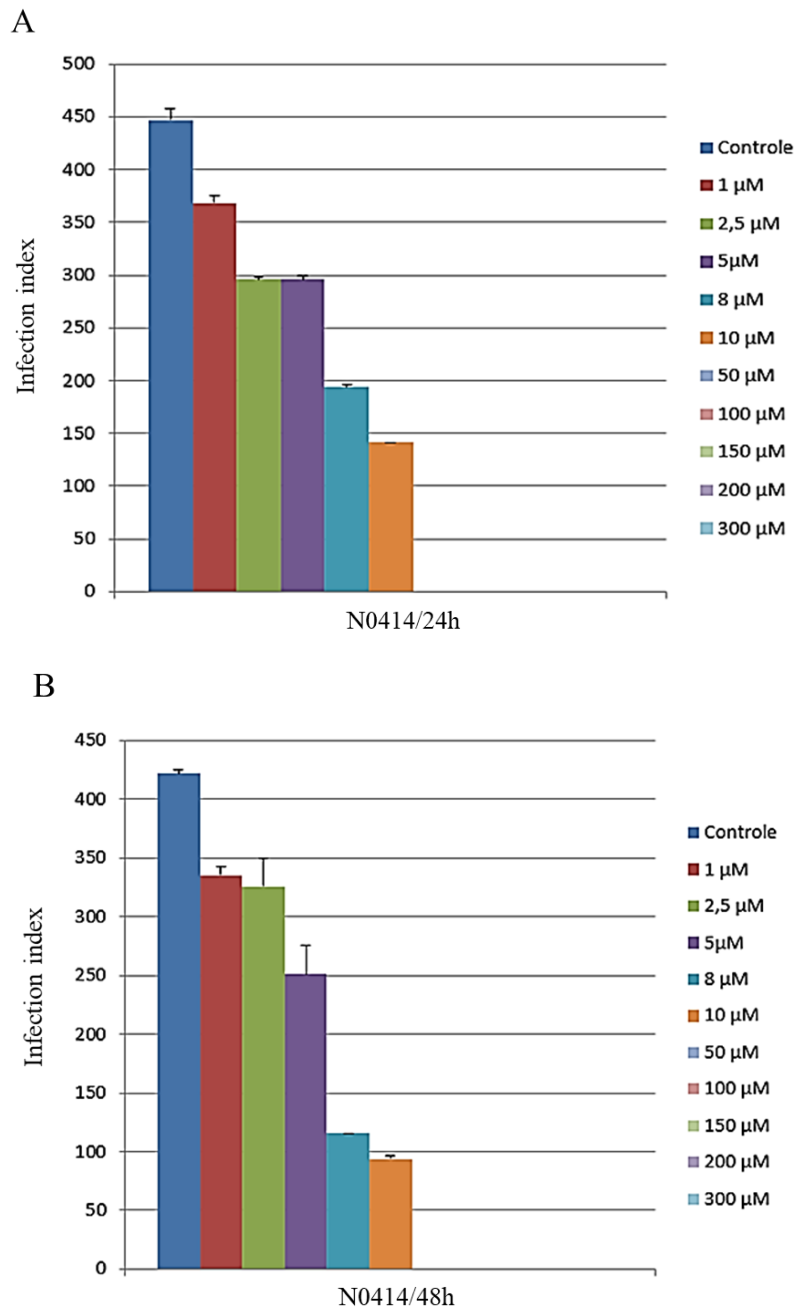 A
500
450
400
350
300
250
200
150
100
50
0
Infection index
N0414/24h
Controle
1 µM
2,5 µM
5µM
8 µM
10 µM
50 µM
100 µM
150 µM
200 µM
300 µM
B
450
400
350
300
250
200
150
100
50
0
Infection index
N0414/48h
Controle
1 µM
2,5 µM
5µM
8 µM
10 µM
50 µM
100 µM
150 µM
200 µM
300 µM